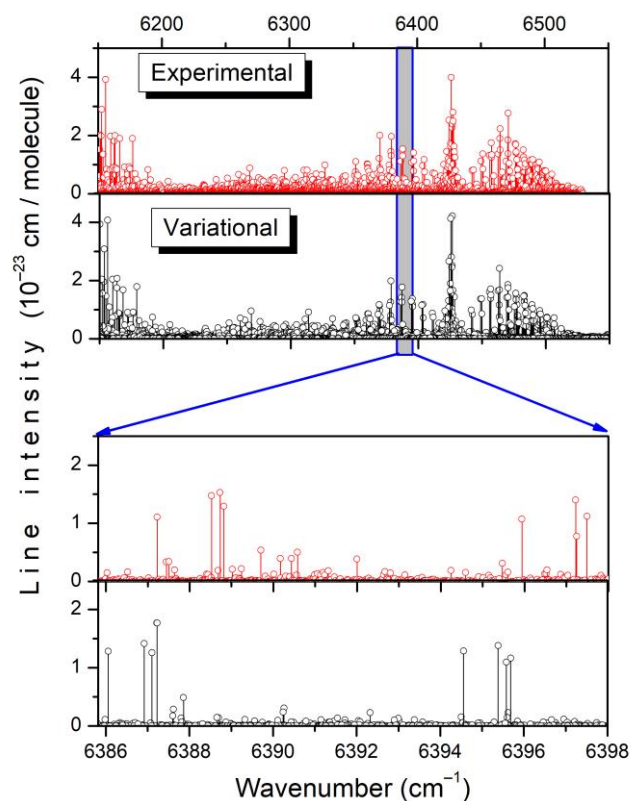 6200 6300 6400 6500
Experimental
4
2
0
Variational
4
2
0
Line intensity (10⁻²³ cm / molecule)
2
1
0
2
1
0
6386 6388 6390 6392 6394 6396 6398
Wavenumber (cm⁻¹)